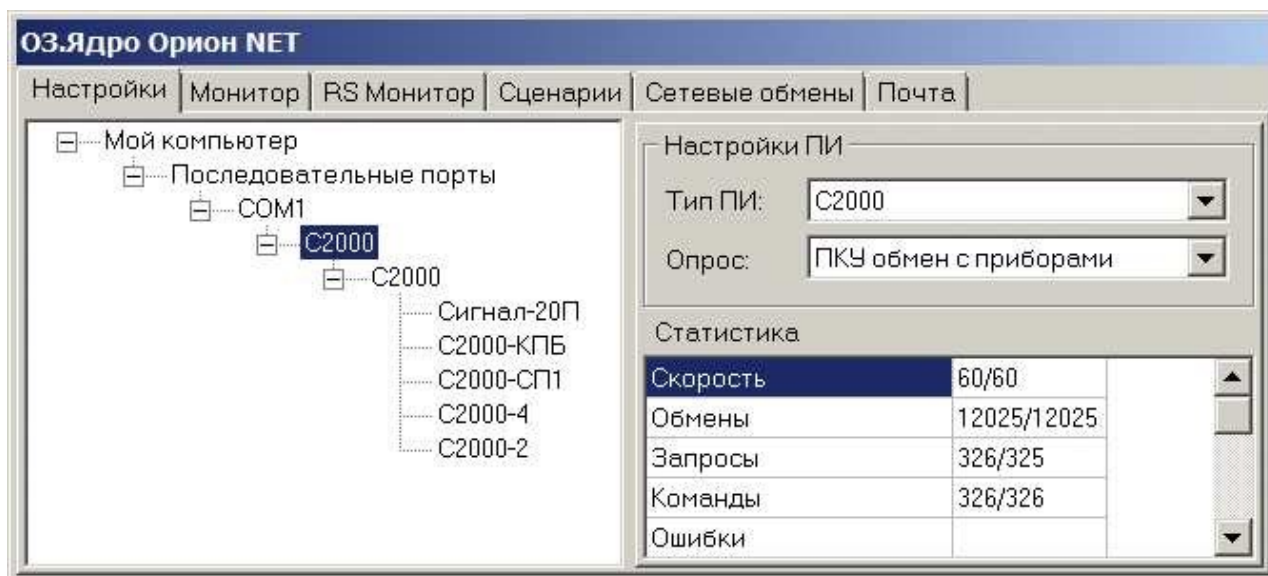 ОЗ.Ядро Орион NET
Настройки Монитор RS Монитор Сценарии Сетевые обмены Почта
Мой компьютер
Последовательные порты
COM1
С2000
С2000
Сигнал-20П
С2000-КПБ
С2000-СП1
С2000-4
С2000-2
Настройки ПИ
Тип ПИ: С2000
Опрос: ПКУ обмен с приборами
Статистика
Скорость 60/60
Обмены 12025/12025
Запросы 326/325
Команды 326/326
Ошибки